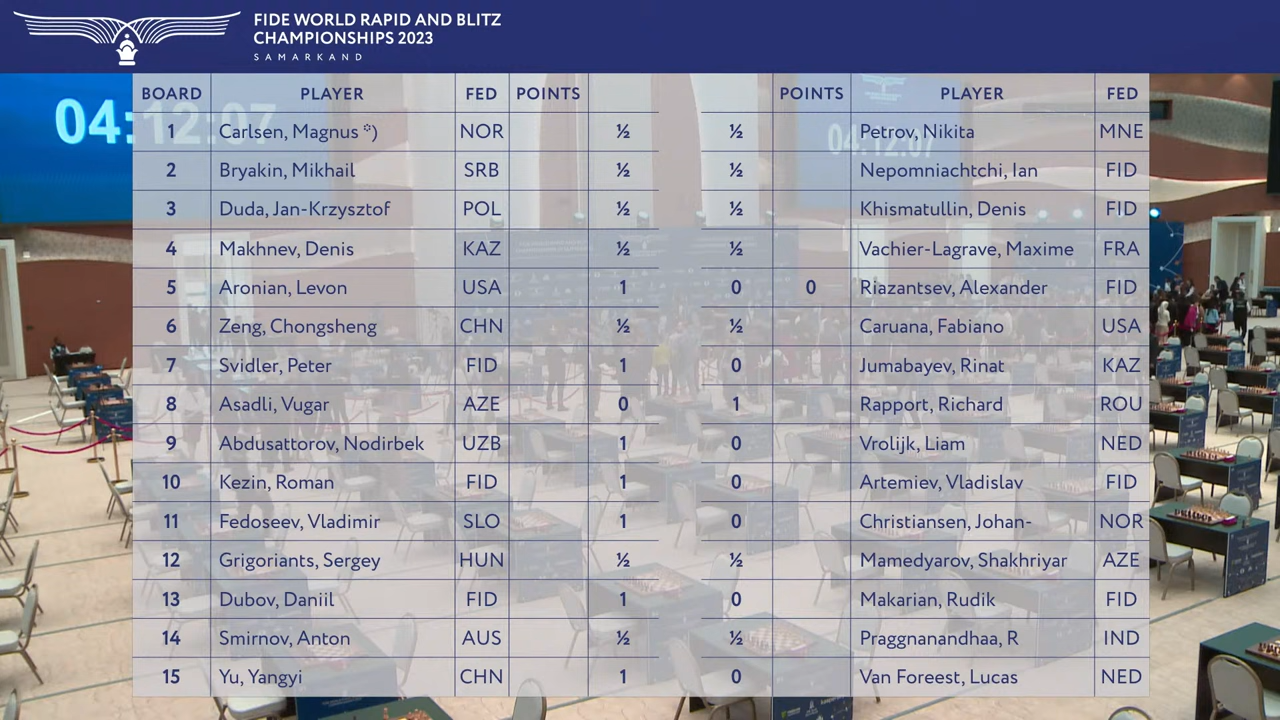 FIDE WORLD RAPID AND BLITZ
CHAMPIONSHIPS 2023
SAMARKAND
BOARD PLAYER FED POINTS POINTS PLAYER FED
1 Carlsen, Magnus *) NOR ½ ½ Petrov, Nikita MNE
2 Bryakin, Mikhail SRB ½ ½ Nepomniachtchi, Ian FID
3 Duda, Jan-Krzysztof POL ½ ½ Khismatullin, Denis FID
4 Makhnev, Denis KAZ ½ ½ Vachier-Lagrave, Maxime FRA
5 Aronian, Levon USA 1 0 0 Riazantsev, Alexander FID
6 Zeng, Chongsheng CHN ½ ½ Caruana, Fabiano USA
7 Svidler, Peter FID 1 0 Jumabayev, Rinat KAZ
8 Asadli, Vugar AZE 0 1 Rapport, Richard ROU
9 Abdusattorov, Nodirbek UZB 1 0 Vrolijk, Liam NED
10 Kezin, Roman FID 1 0 Artemiev, Vladislav FID
11 Fedoseev, Vladimir SLO 1 0 Christiansen, Johan- NOR
12 Grigoriants, Sergey HUN ½ ½ Mamedyarov, Shakhriyar AZE
13 Dubov, Daniil FID 1 0 Makarian, Rudik FID
14 Smirnov, Anton AUS ½ ½ Praggnanandhaa, R IND
15 Yu, Yangyi CHN 1 0 Van Foreest, Lucas NED
04:12:07
04:12:07